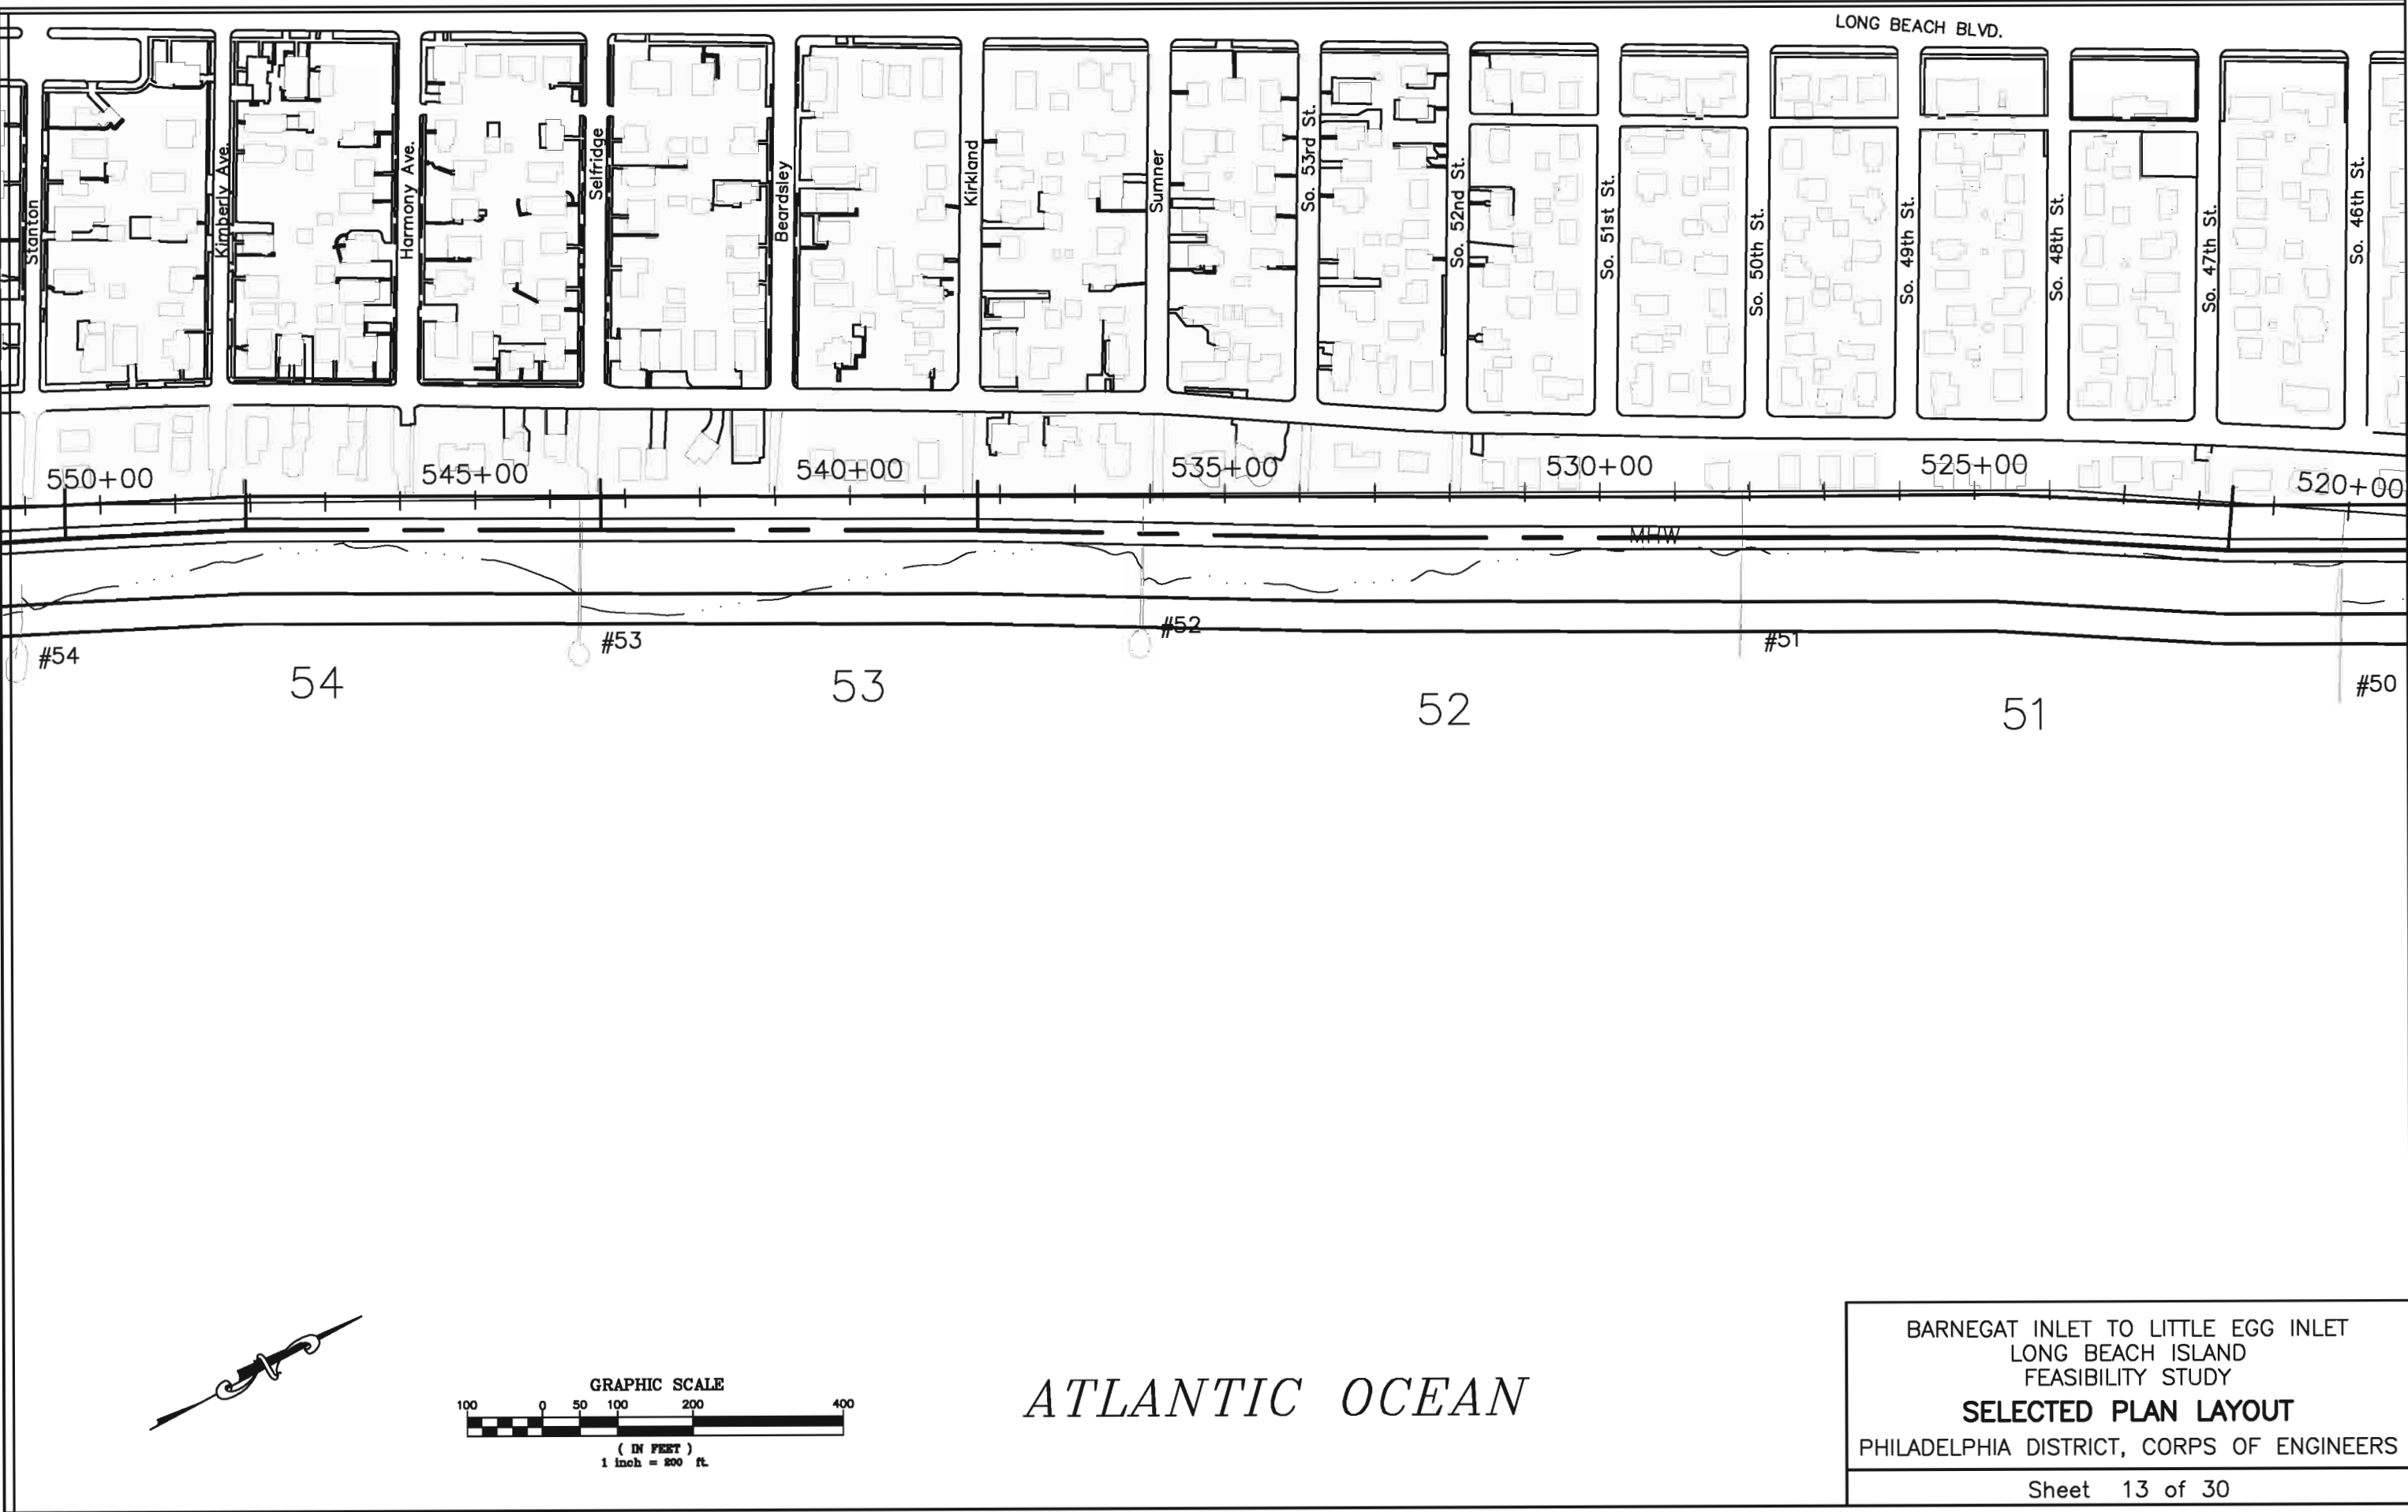 LONG BEACH BLVD.
Stanton
Kimberly Ave.
Harmony Ave.
Selfridge
Beardsley
Kirkland
Sumner
So. 53rd St.
So. 52nd St.
So. 51st St.
So. 50th St.
So. 49th St.
So. 48th St.
So. 47th St.
So. 46th St.
550+00
545+00
540+00
535+00
530+00
525+00
520+00
MHW
#54
#53
#52
#51
#50
54
53
52
51
GRAPHIC SCALE
100 0 50 100 200 400
( IN FEET )
1 inch = 200 ft.
ATLANTIC OCEAN
BARNEGAT INLET TO LITTLE EGG INLET
LONG BEACH ISLAND
FEASIBILITY STUDY
SELECTED PLAN LAYOUT
PHILADELPHIA DISTRICT, CORPS OF ENGINEERS
Sheet 13 of 30